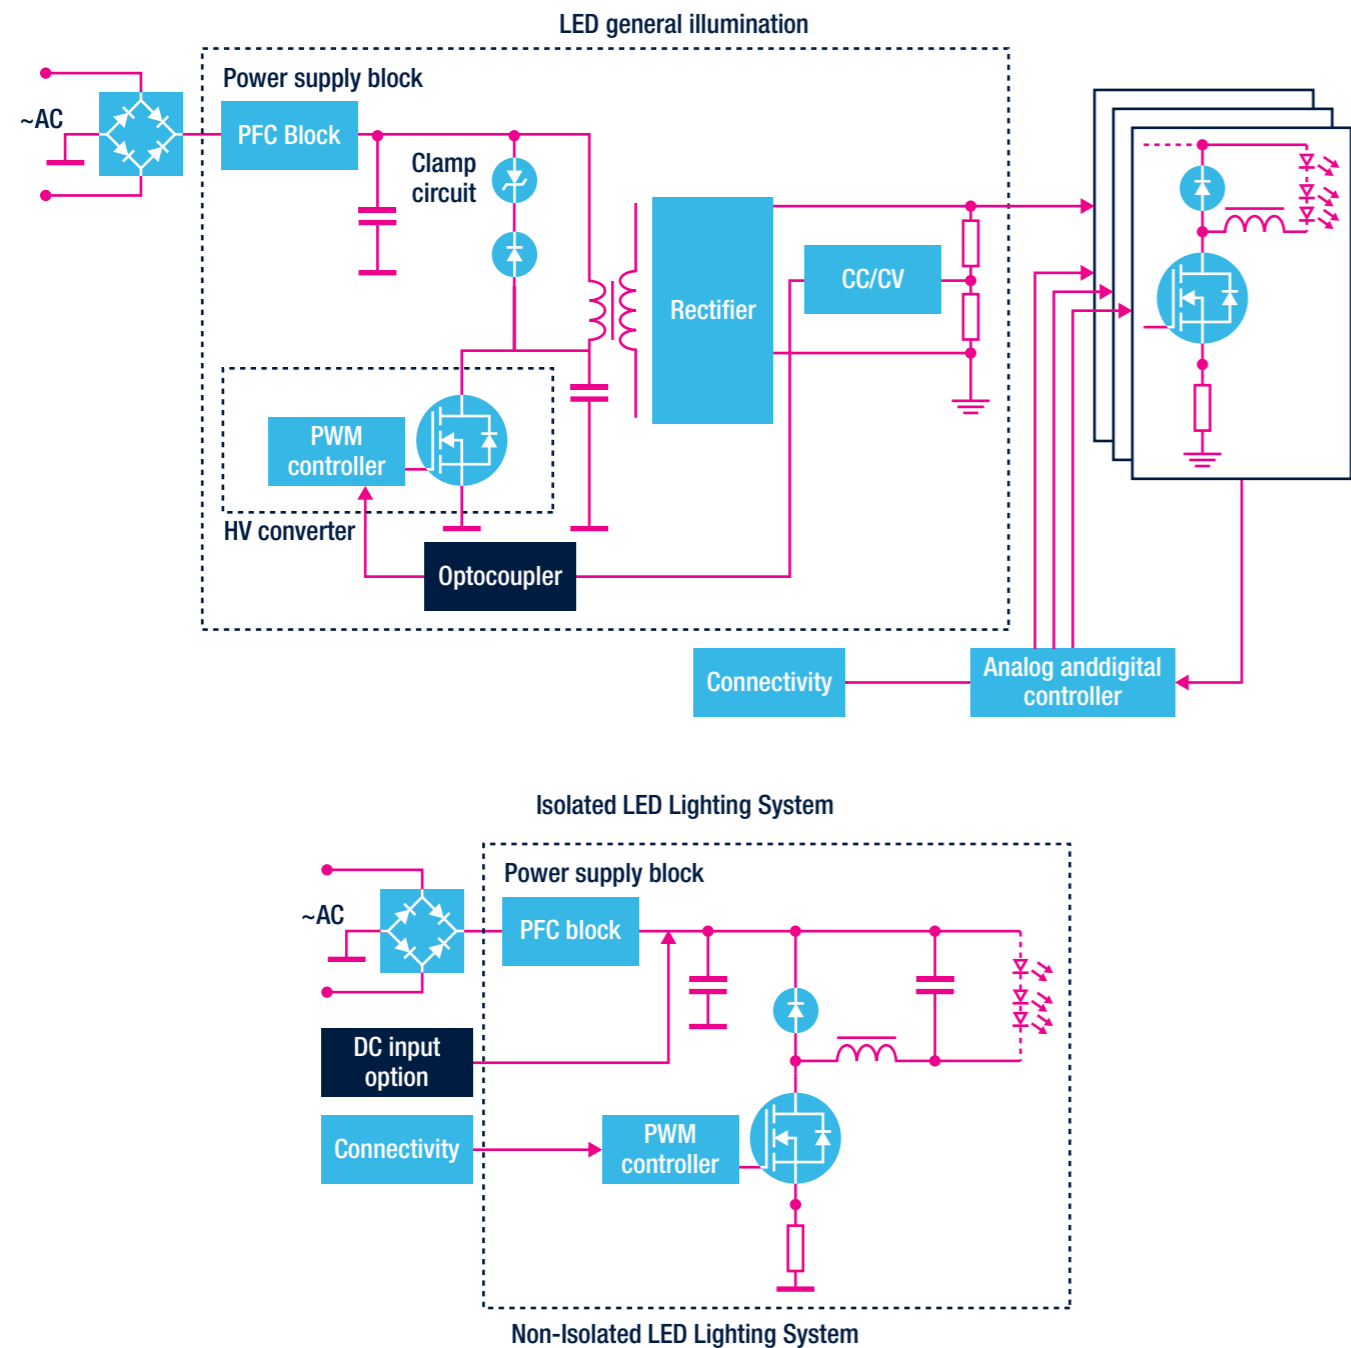 LED general illumination
Power supply block
~AC
PFC Block
Clamp
circuit
Rectifier
CC/CV
PWM
controller
HV converter
Optocoupler
Connectivity
Analog anddigital
controller
Isolated LED Lighting System
Power supply block
~AC
PFC block
DC input
option
Connectivity
PWM
controller
Non-Isolated LED Lighting System